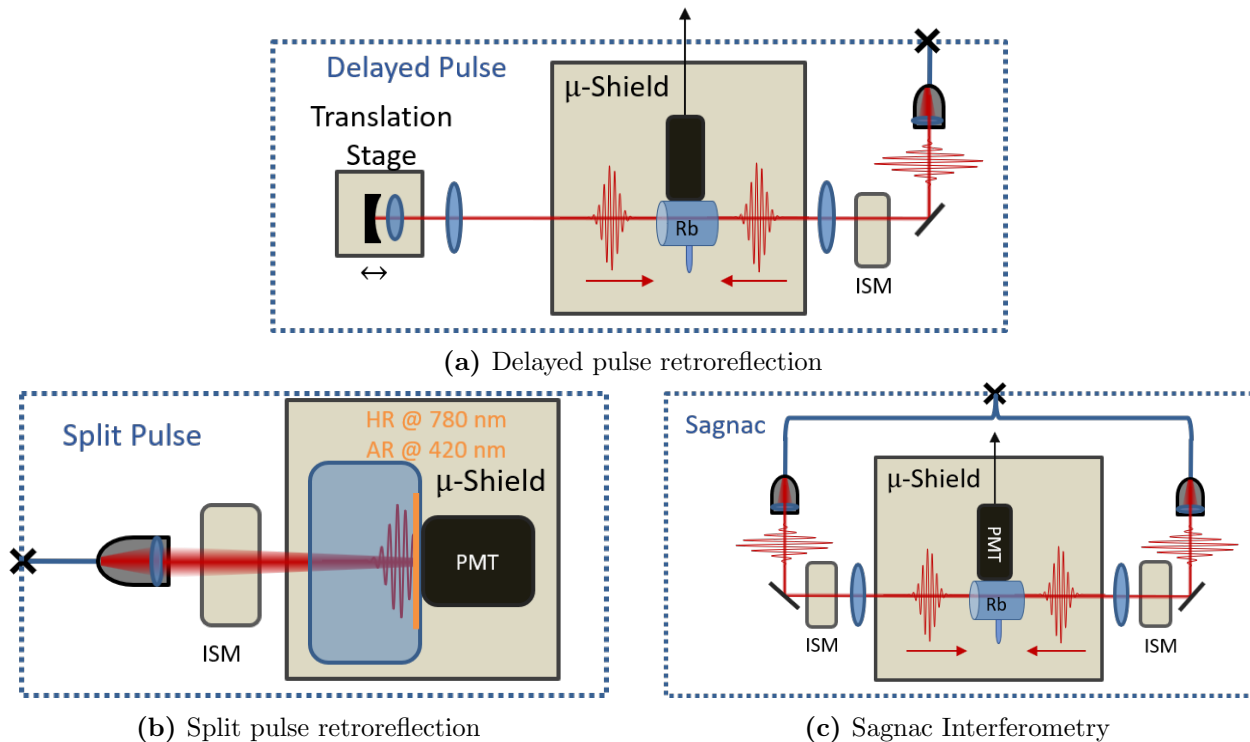 Delayed Pulse
μ-Shield
Translation
Stage
Rb
ISM
(a) Delayed pulse retroreflection
Split Pulse
HR @ 780 nm
AR @ 420 nm
μ-Shield
PMT
ISM
(b) Split pulse retroreflection
Sagnac
μ-Shield
PMT
Rb
ISM
ISM
(c) Sagnac Interferometry